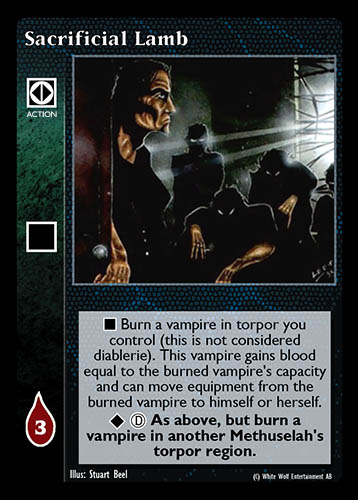 Sacrificial Lamb
ACTION
Burn a vampire in torpor you
control (this is not considered
diablerie). This vampire gains blood
equal to the burned vampire's capacity
and can move equipment from the
burned vampire to himself or herself.
D As above, but burn a
vampire in another Methuselah's
torpor region.
3
Illus: Stuart Beel
(C) White Wolf Entertainment AB